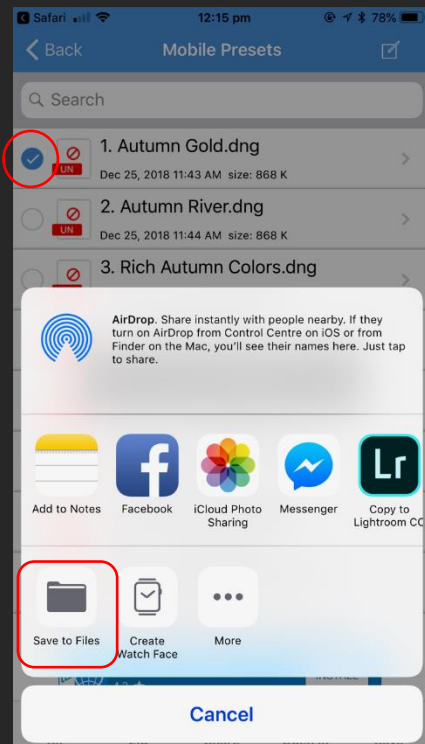 Safari 12:15 pm 78%
Back Mobile Presets
Search
1. Autumn Gold.dng
UN
Dec 25, 2018 11:43 AM size: 868 K
2. Autumn River.dng
UN
Dec 25, 2018 11:44 AM size: 868 K
3. Rich Autumn Colors.dng
AirDrop. Share instantly with people nearby. If they
turn on AirDrop from Control Centre on iOS or from
Finder on the Mac, you'll see their names here. Just tap
to share.
Lr
Add to Notes Facebook iCloud Photo Sharing Messenger Copy to Lightroom CC
Save to Files Create Watch Face More
Cancel